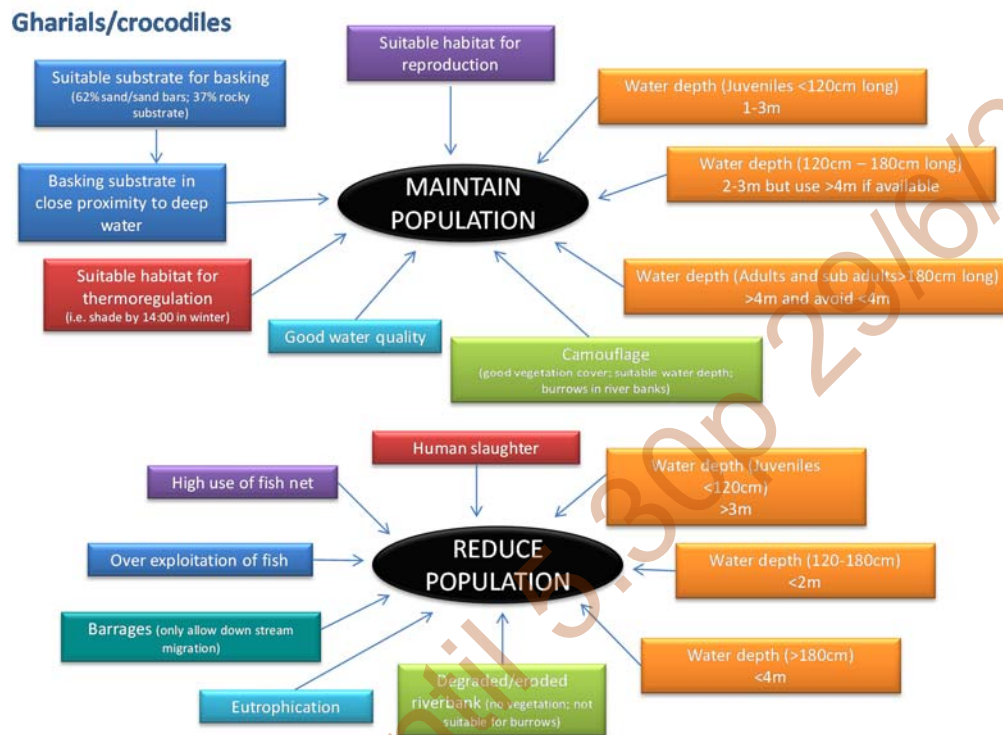 Gharials/crocodiles
Suitable habitat for
reproduction
Suitable substrate for basking
(62% sand/sand bars; 37% rocky
substrate)
Water depth (Juveniles <120cm long)
1-3m
Basking substrate in
close proximity to deep
water
MAINTAIN
POPULATION
Water depth (120cm – 180cm long)
2-3m but use >4m if available
Suitable habitat for
thermoregulation
(i.e. shade by 14:00 in winter)
Water depth (Adults and sub adults>180cm long)
>4m and avoid <4m
Good water quality
Camouflage
(good vegetation cover; suitable water depth;
burrows in river banks)
Human slaughter
Water depth (Juveniles
<120cm)
>3m
High use of fish net
Over exploitation of fish
REDUCE
POPULATION
Water depth (120-180cm)
<2m
Barrages (only allow down stream
migration)
Water depth (>180cm)
<4m
Eutrophication
Degraded/eroded
riverbank (no vegetation; not
suitable for burrows)
5.30p 29/6/